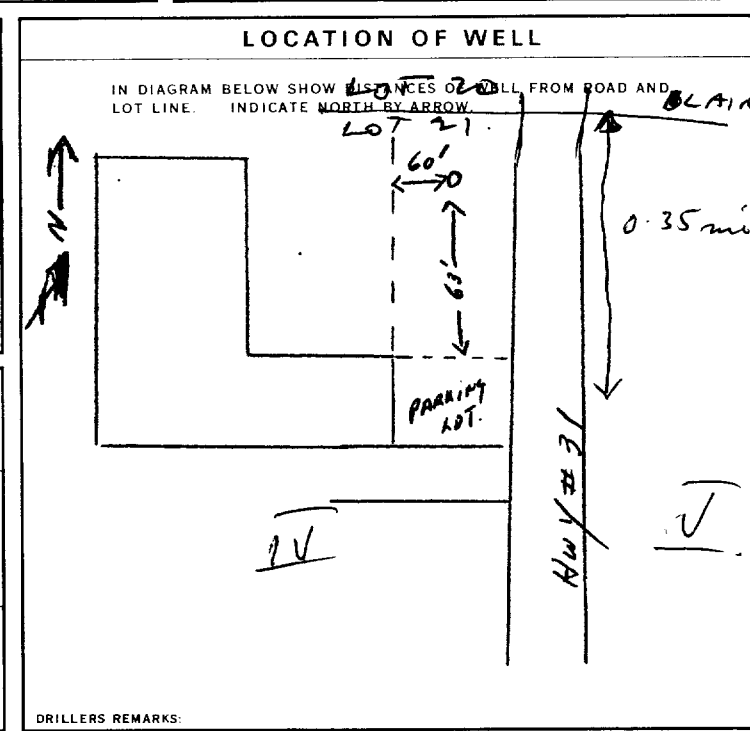 LOCATION OF WELL
IN DIAGRAM BELOW SHOW DISTANCES OF WELL FROM ROAD AND
LOT LINE. INDICATE NORTH BY ARROW.
LOT 20
LOT 21.
60'
N
0.35
63'
PARKING
LOT.
HWY # 31
IV
V
DRILLERS REMARKS: